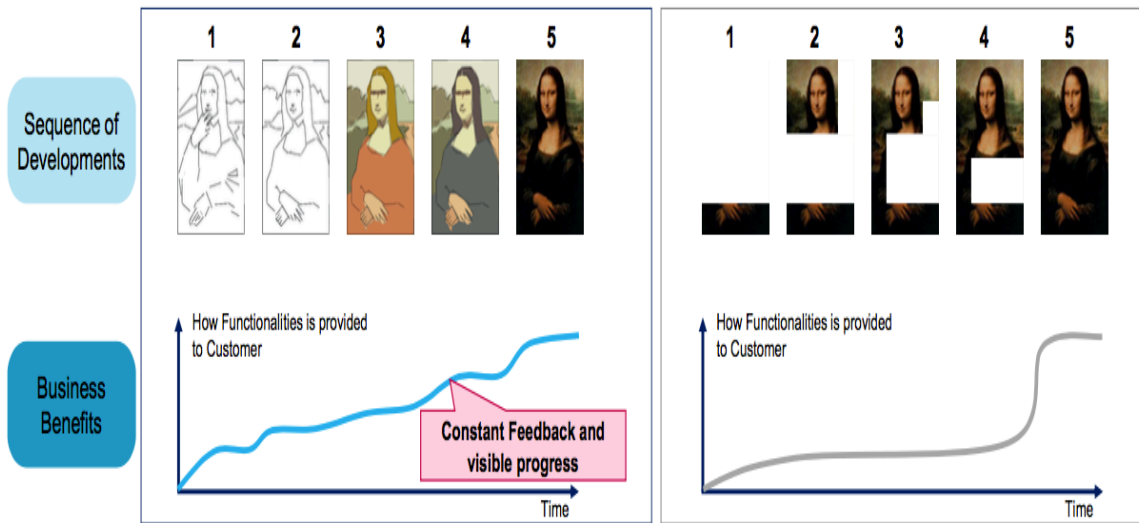 1 2 3 4 5
1 2 3 4 5
Sequence of
Developments
How Functionalities is provided
to Customer
How Functionalities is provided
to Customer
Business
Benefits
Constant Feedback and
visible progress
Time
Time